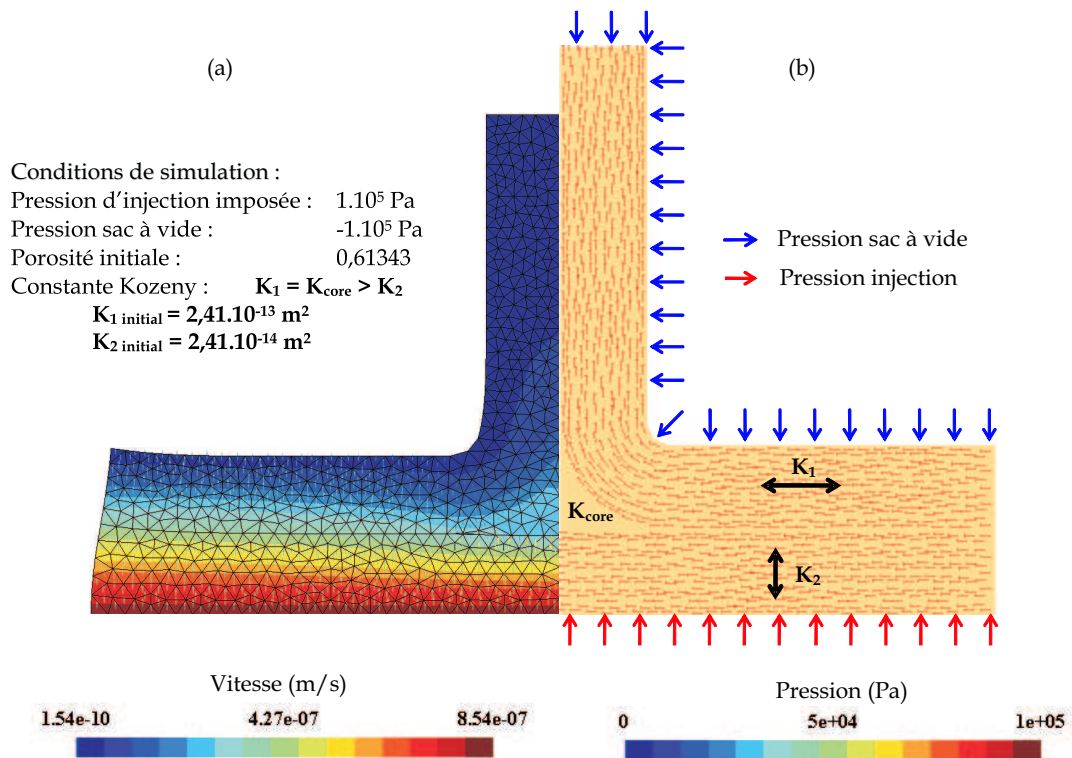 (a)
(b)
Conditions de simulation :
Pression d'injection imposée : 1.10⁵ Pa
Pression sac à vide : -1.10⁵ Pa
Porosité initiale : 0,61343
Constante Kozeny : K₁ = K_core > K₂
K₁ initial = 2,41.10⁻¹³ m²
K₂ initial = 2,41.10⁻¹⁴ m²
Pression sac à vide
Pression injection
K₁
K_core
K₂
Vitesse (m/s)
1.54e-10 4.27e-07 8.54e-07
Pression (Pa)
0 5e+04 1e+05